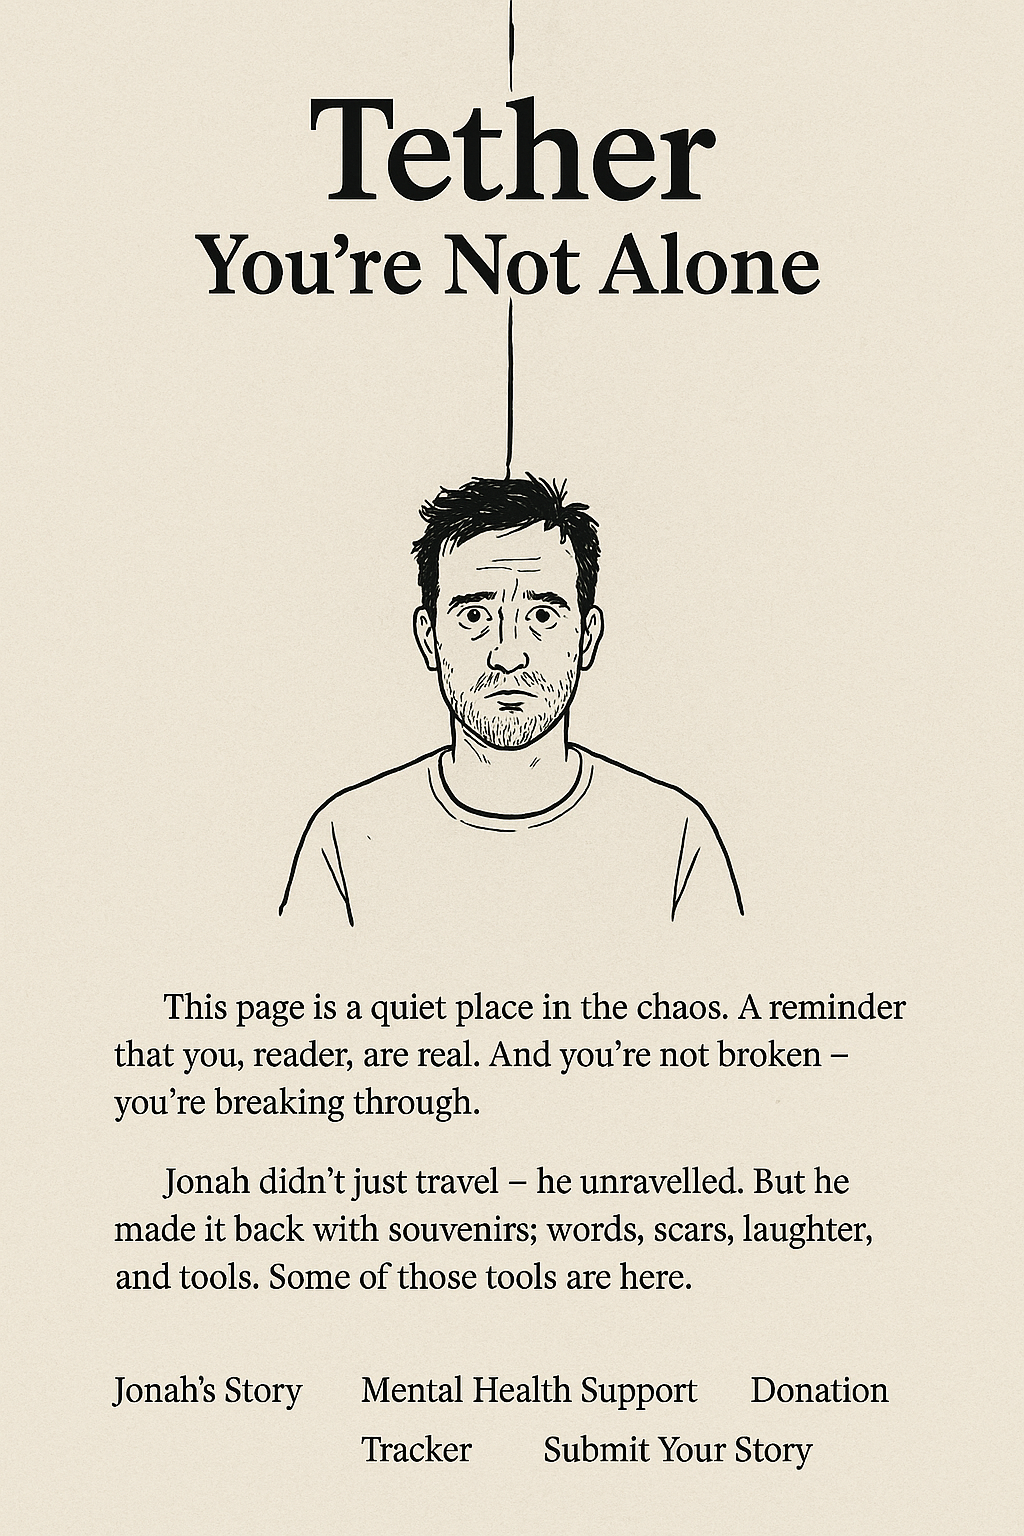 Tether
You’re Not Alone
This page is a quiet place in the chaos. A reminder
that you, reader, are real. And you’re not broken –
you’re breaking through.
Jonah didn’t just travel – he unravelled. But he
made it back with souvenirs; words, scars, laughter,
and tools. Some of those tools are here.
Jonah’s Story Mental Health Support Donation
Tracker Submit Your Story